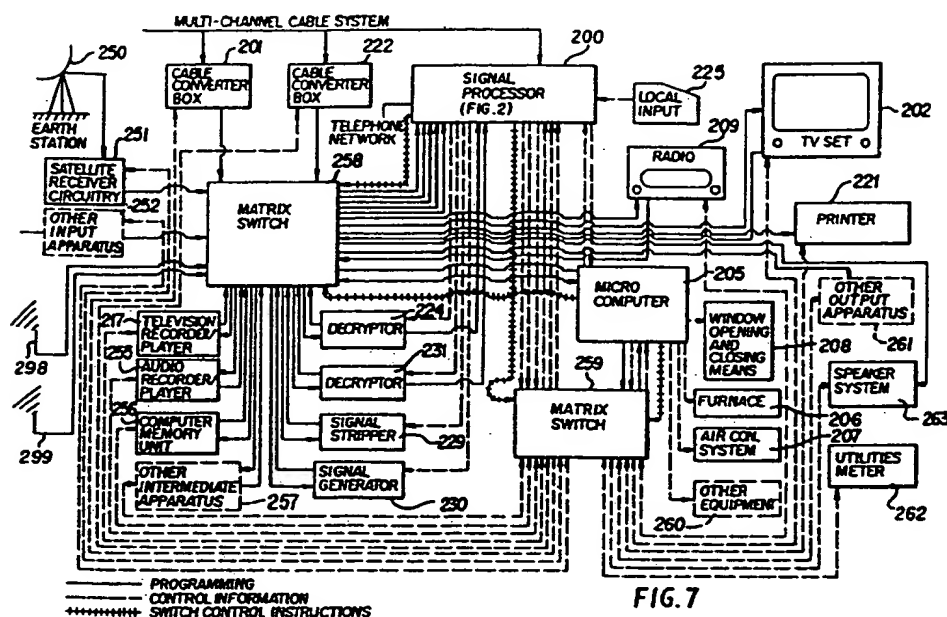 MULTI-CHANNEL CABLE SYSTEM
250
201
222
200
CABLE
CONVERTER
BOX
CABLE
CONVERTER
BOX
SIGNAL
PROCESSOR
(FIG. 2)
225
LOCAL
INPUT
202
TV SET
EARTH
STATION
251
TELEPHONE
NETWORK
258
209
RADIO
SATELLITE
RECEIVER
CIRCUITRY
252
OTHER
INPUT
APPARATUS
MATRIX
SWITCH
221
PRINTER
205
MICRO
COMPUTER
OTHER
OUTPUT
APPARATUS
261
298
217
TELEVISION
RECORDER/
PLAYER
224
DECRYPTOR
WINDOW
OPENING
AND
CLOSING
MEANS
208
255
AUDIO
RECORDER/
PLAYER
231
DECRYPTOR
259
MATRIX
SWITCH
SPEAKER
SYSTEM
263
FURNACE
206
299
256
COMPUTER
MEMORY
UNIT
SIGNAL
STRIPPER
229
AIR CON.
SYSTEM
207
UTILITIES
METER
262
OTHER
INTERMEDIATE
APPARATUS
257
SIGNAL
GENERATOR
230
OTHER
EQUIPMENT
260
PROGRAMMING
CONTROL INFORMATION
SWITCH CONTROL INSTRUCTIONS
FIG. 7